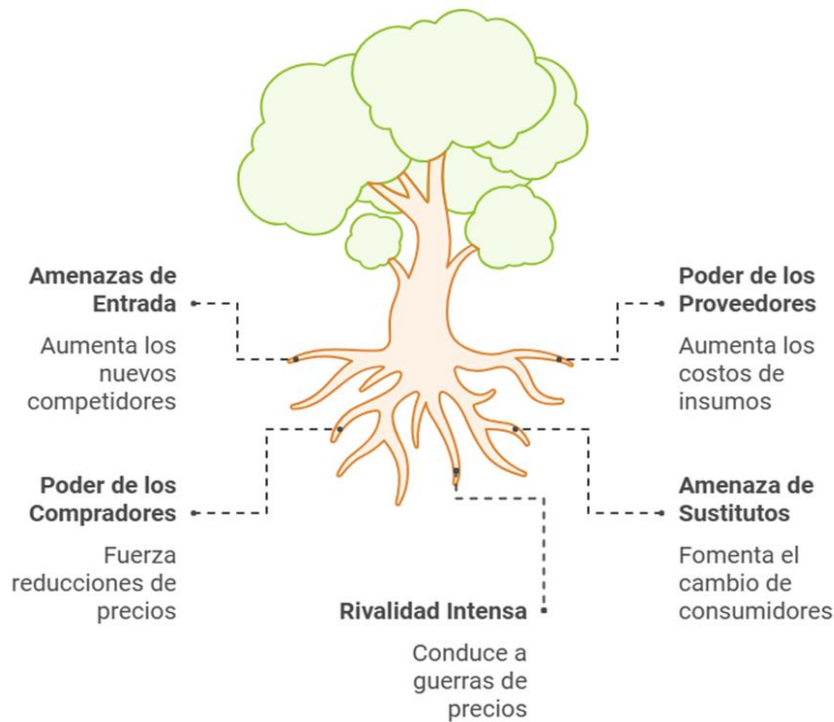 Amenazas de
Entrada
Aumenta los
nuevos
competidores
Poder de los
Proveedores
Aumenta los
costos de
insumos
Poder de los
Compradores
Fuerza
reducciones de
precios
Amenaza de
Sustitutos
Fomenta el
cambio de
consumidores
Rivalidad Intensa
Conduce a
guerras de
precios